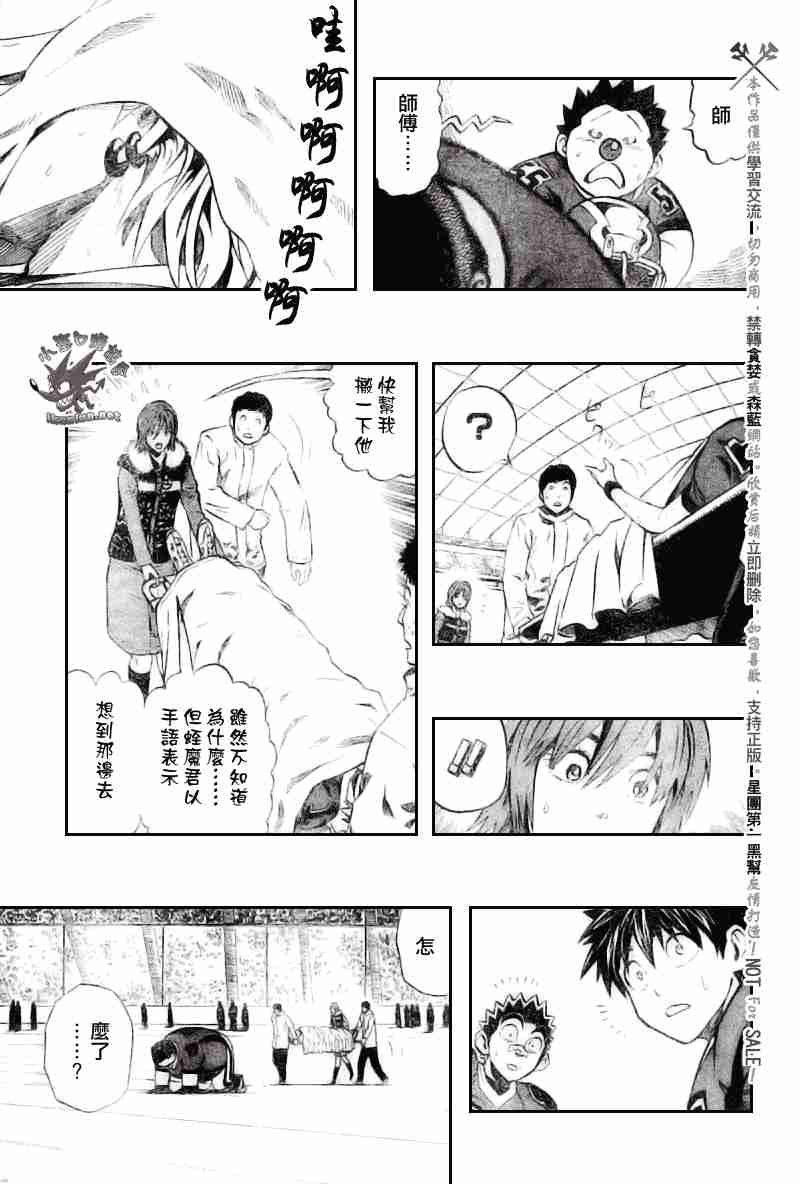 師
師傅……
哇啊啊啊啊啊
？
快幫我
搬一下他
!!
雖然不知道
為什麼……
但蛭魔君以
手語表示
想到那邊去
怎
麼了
……？
55
本作品僅供學習交流，切勿商用，禁轉貪婪或森藍網站。欣賞后請立即刪除，如您喜歡，支持正版。星團第一黑幫友情打造/NOT For SALE/